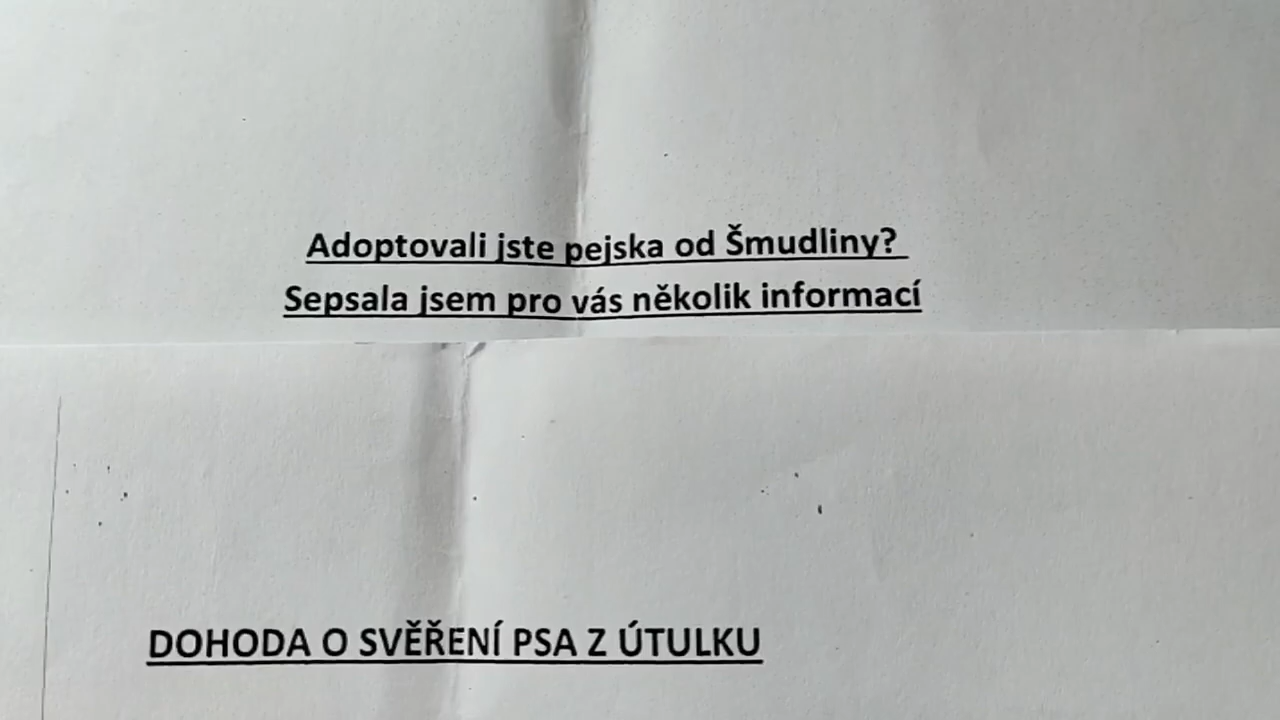 Adoptovali jste pejska od Šmudliny?
Sepsala jsem pro vás několik informací
DOHODA O SVĚŘENÍ PSA Z ÚTULKU